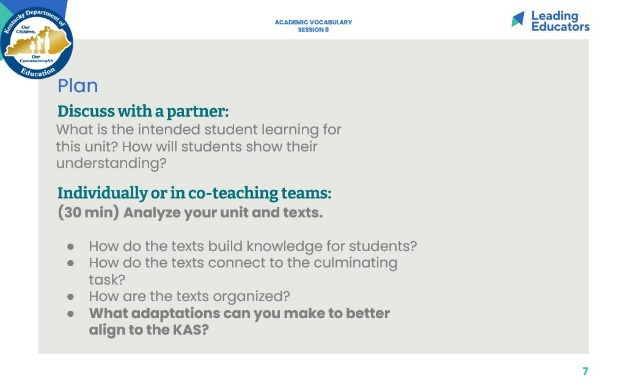 Kentucky Department of
Our
Children,
Our
Commonwealth
Education
ACADEMIC VOCABULARY
SESSION 5
Leading
Educators
Plan
Discuss with a partner:
What is the intended student learning for
this unit? How will students show their
understanding?
Individually or in co-teaching teams:
(30 min) Analyze your unit and texts.
● How do the texts build knowledge for students?
● How do the texts connect to the culminating
task?
● How are the texts organized?
● What adaptations can you make to better
align to the KAS?
7